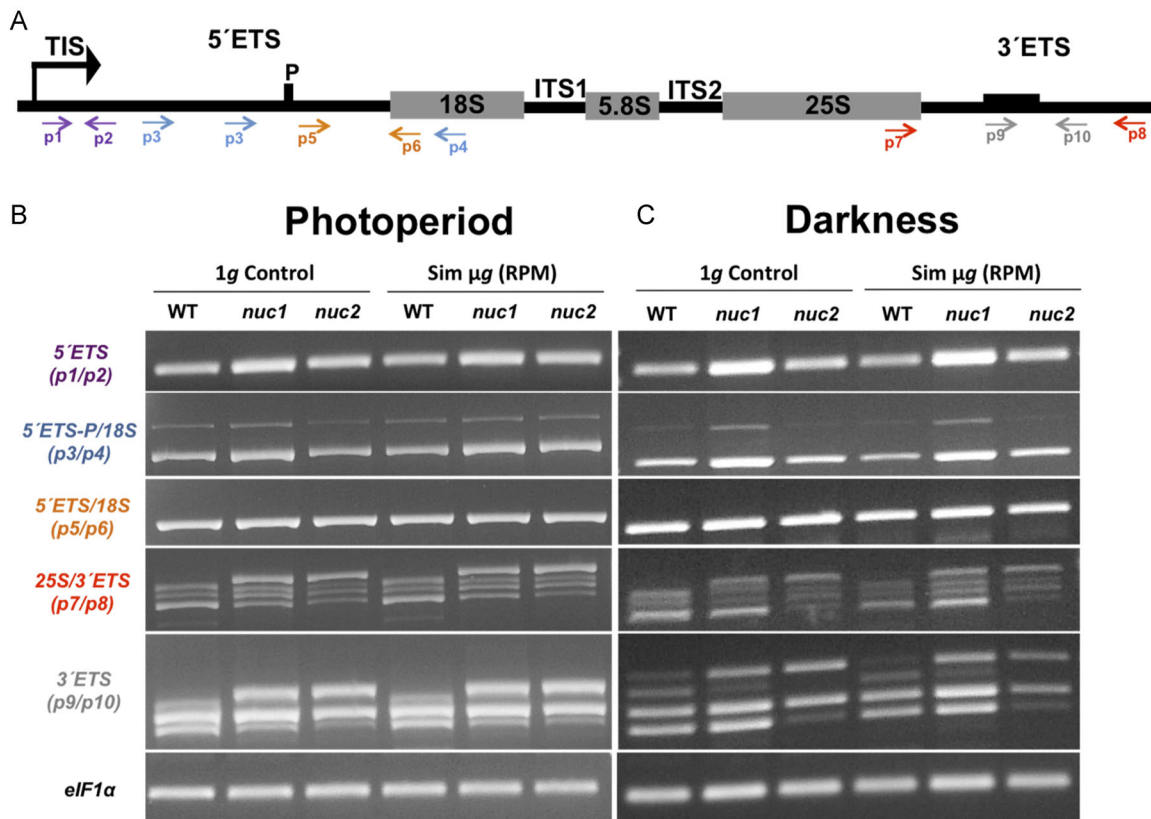 A
TIS
5´ETS
P
3´ETS
ITS1
ITS2
18S
5.8S
25S
p1
p2
p3
p3
p5
p6
p4
p7
p9
p10
p8
B
Photoperiod
C
Darkness
1g Control
Sim µg (RPM)
1g Control
Sim µg (RPM)
WT
nuc1
nuc2
WT
nuc1
nuc2
WT
nuc1
nuc2
WT
nuc1
nuc2
5´ETS
(p1/p2)
5´ETS-P/18S
(p3/p4)
5´ETS/18S
(p5/p6)
25S/3´ETS
(p7/p8)
3´ETS
(p9/p10)
eIF1α